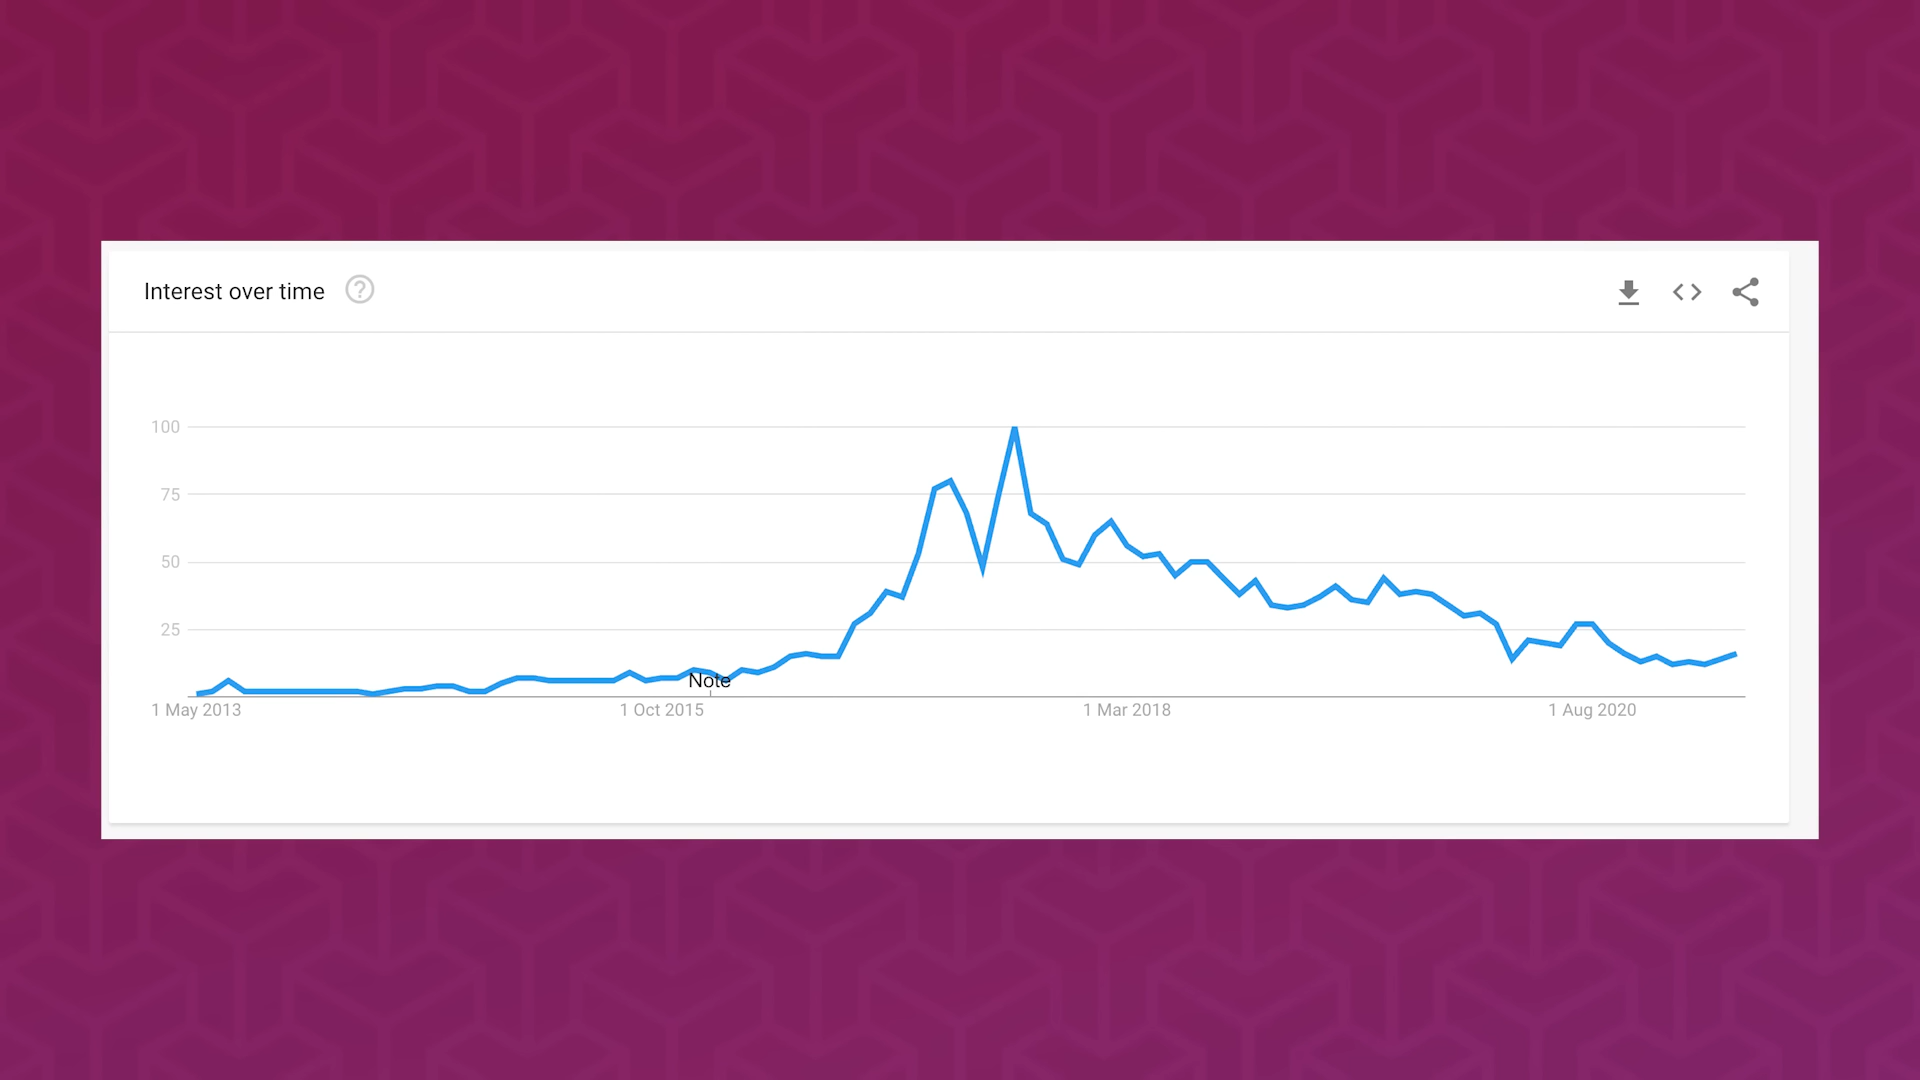 Interest over time
100
75
50
25
Note
1 May 2013
1 Oct 2015
1 Mar 2018
1 Aug 2020